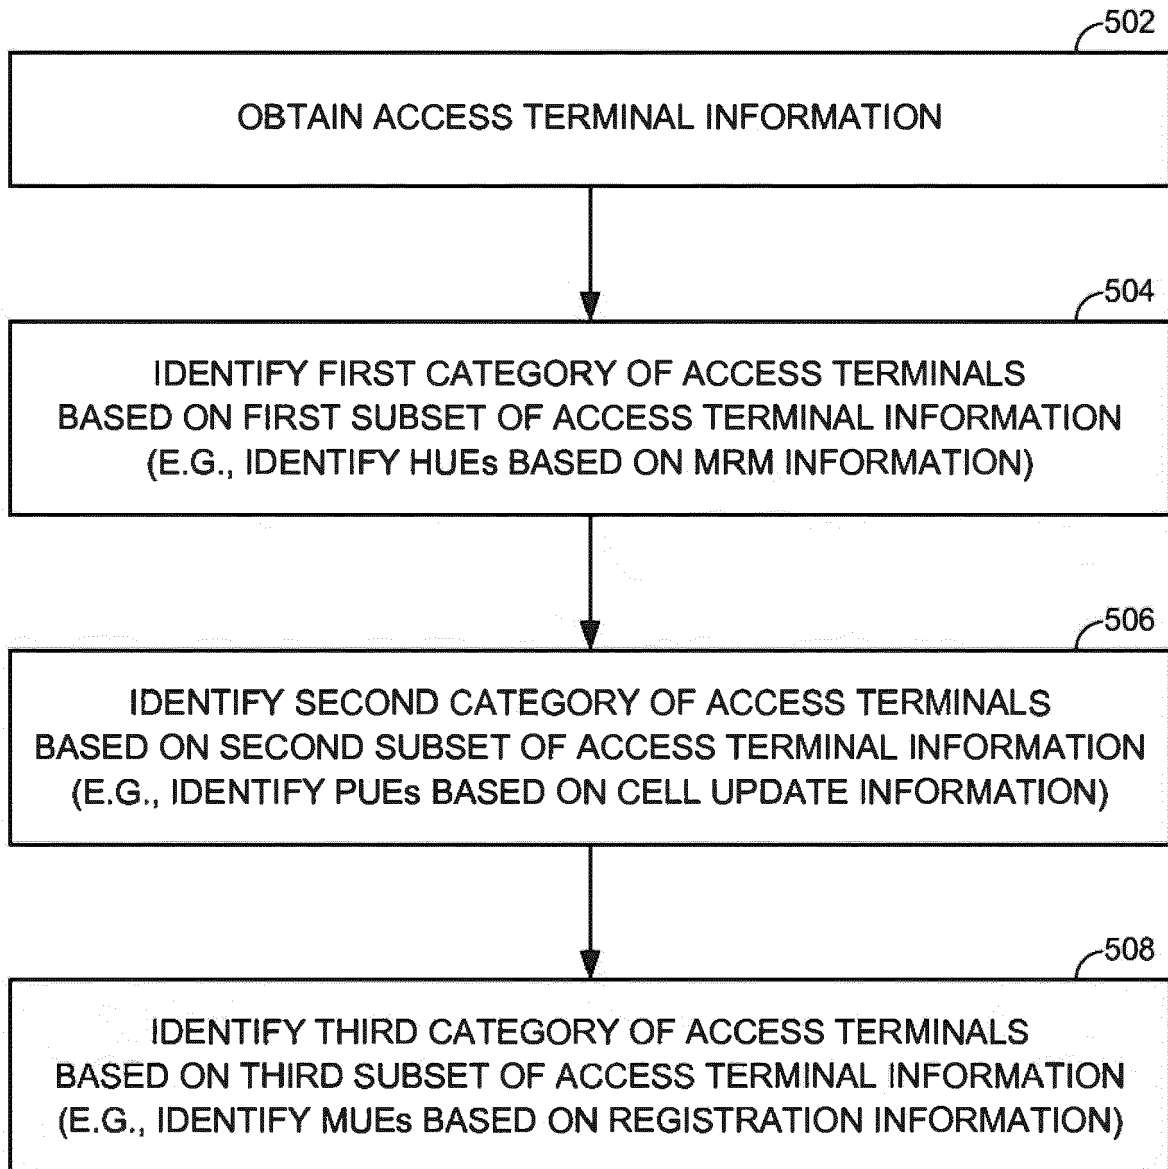 502
OBTAIN ACCESS TERMINAL INFORMATION
504
IDENTIFY FIRST CATEGORY OF ACCESS TERMINALS
BASED ON FIRST SUBSET OF ACCESS TERMINAL INFORMATION
(E.G., IDENTIFY HUEs BASED ON MRM INFORMATION)
506
IDENTIFY SECOND CATEGORY OF ACCESS TERMINALS
BASED ON SECOND SUBSET OF ACCESS TERMINAL INFORMATION
(E.G., IDENTIFY PUEs BASED ON CELL UPDATE INFORMATION)
508
IDENTIFY THIRD CATEGORY OF ACCESS TERMINALS
BASED ON THIRD SUBSET OF ACCESS TERMINAL INFORMATION
(E.G., IDENTIFY MUEs BASED ON REGISTRATION INFORMATION)